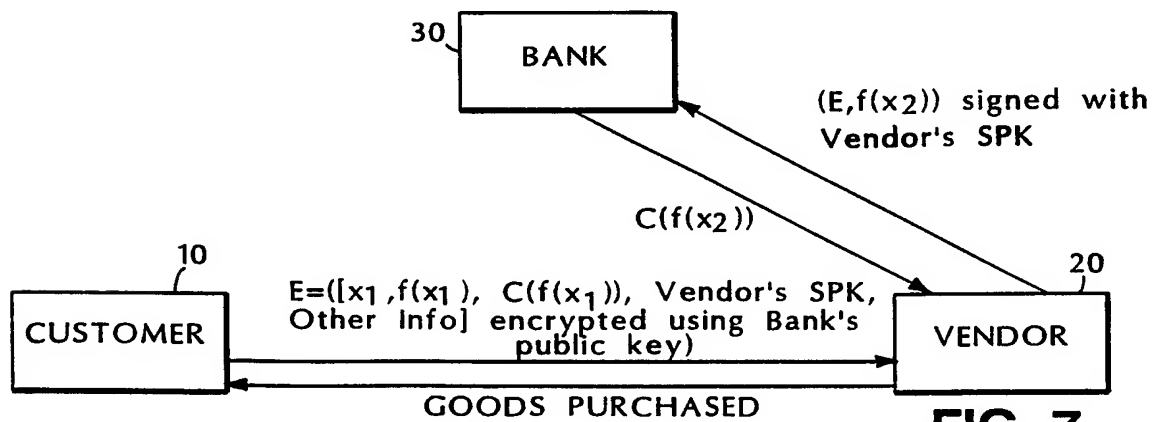 30
BANK
(E,f(x2)) signed with
Vendor's SPK
C(f(x2))
10
CUSTOMER
E=([x1,f(x1), C(f(x1)), Vendor's SPK,
Other Info] encrypted using Bank's
public key)
20
VENDOR
GOODS PURCHASED